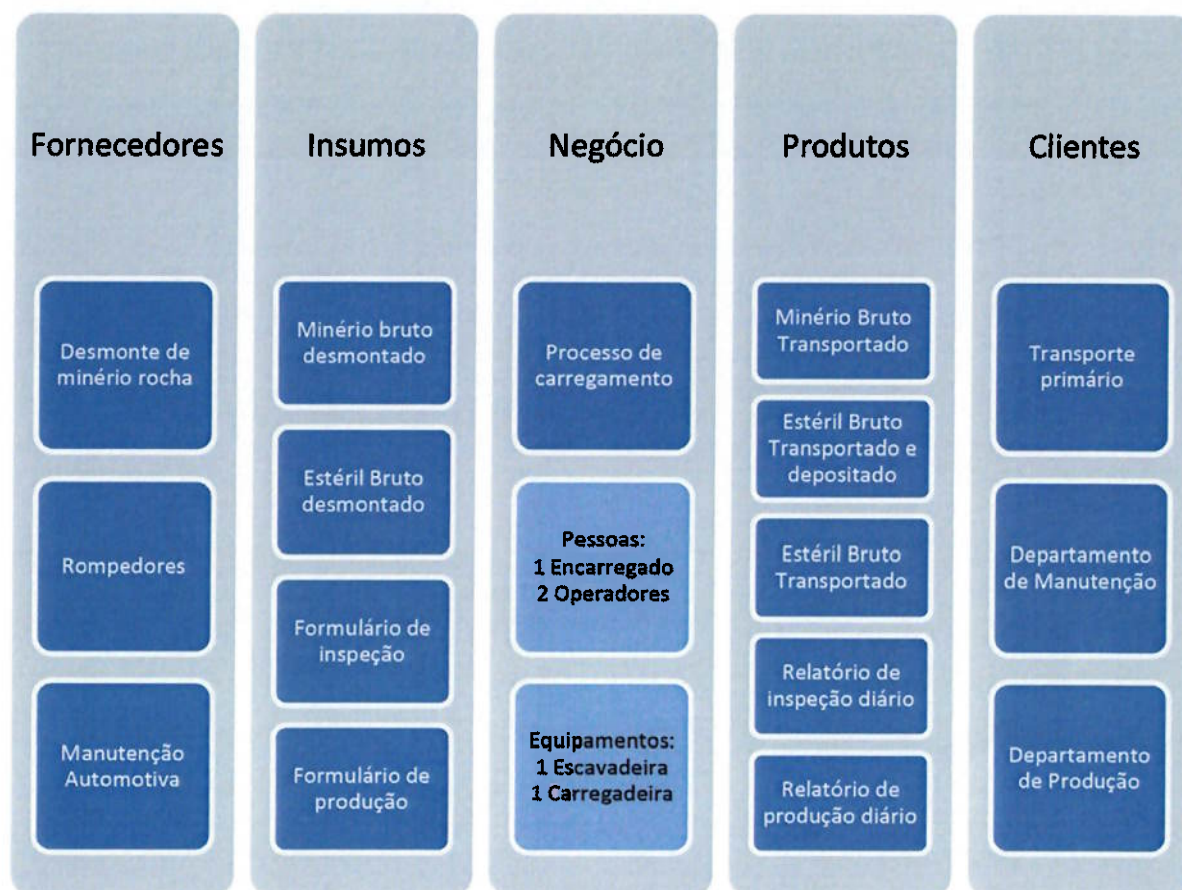 Fornecedores
Desmonte de
minério rocha
Rompedores
Manutenção
Automotiva
Insumos
Minério bruto
desmontado
Estéril Bruto
desmontado
Formulário de
inspeção
Formulário de
produção
Negócio
Processo de
carregamento
Pessoas:
1 Encarregado
2 Operadores
Equipamentos:
1 Escavadeira
1 Carregadeira
Produtos
Minério Bruto
Transportado
Estéril Bruto
Transportado e
depositado
Estéril Bruto
Transportado
Relatório de
inspeção diário
Relatório de
produção diário
Clientes
Transporte
primário
Departamento
de Manutenção
Departamento
de Produção